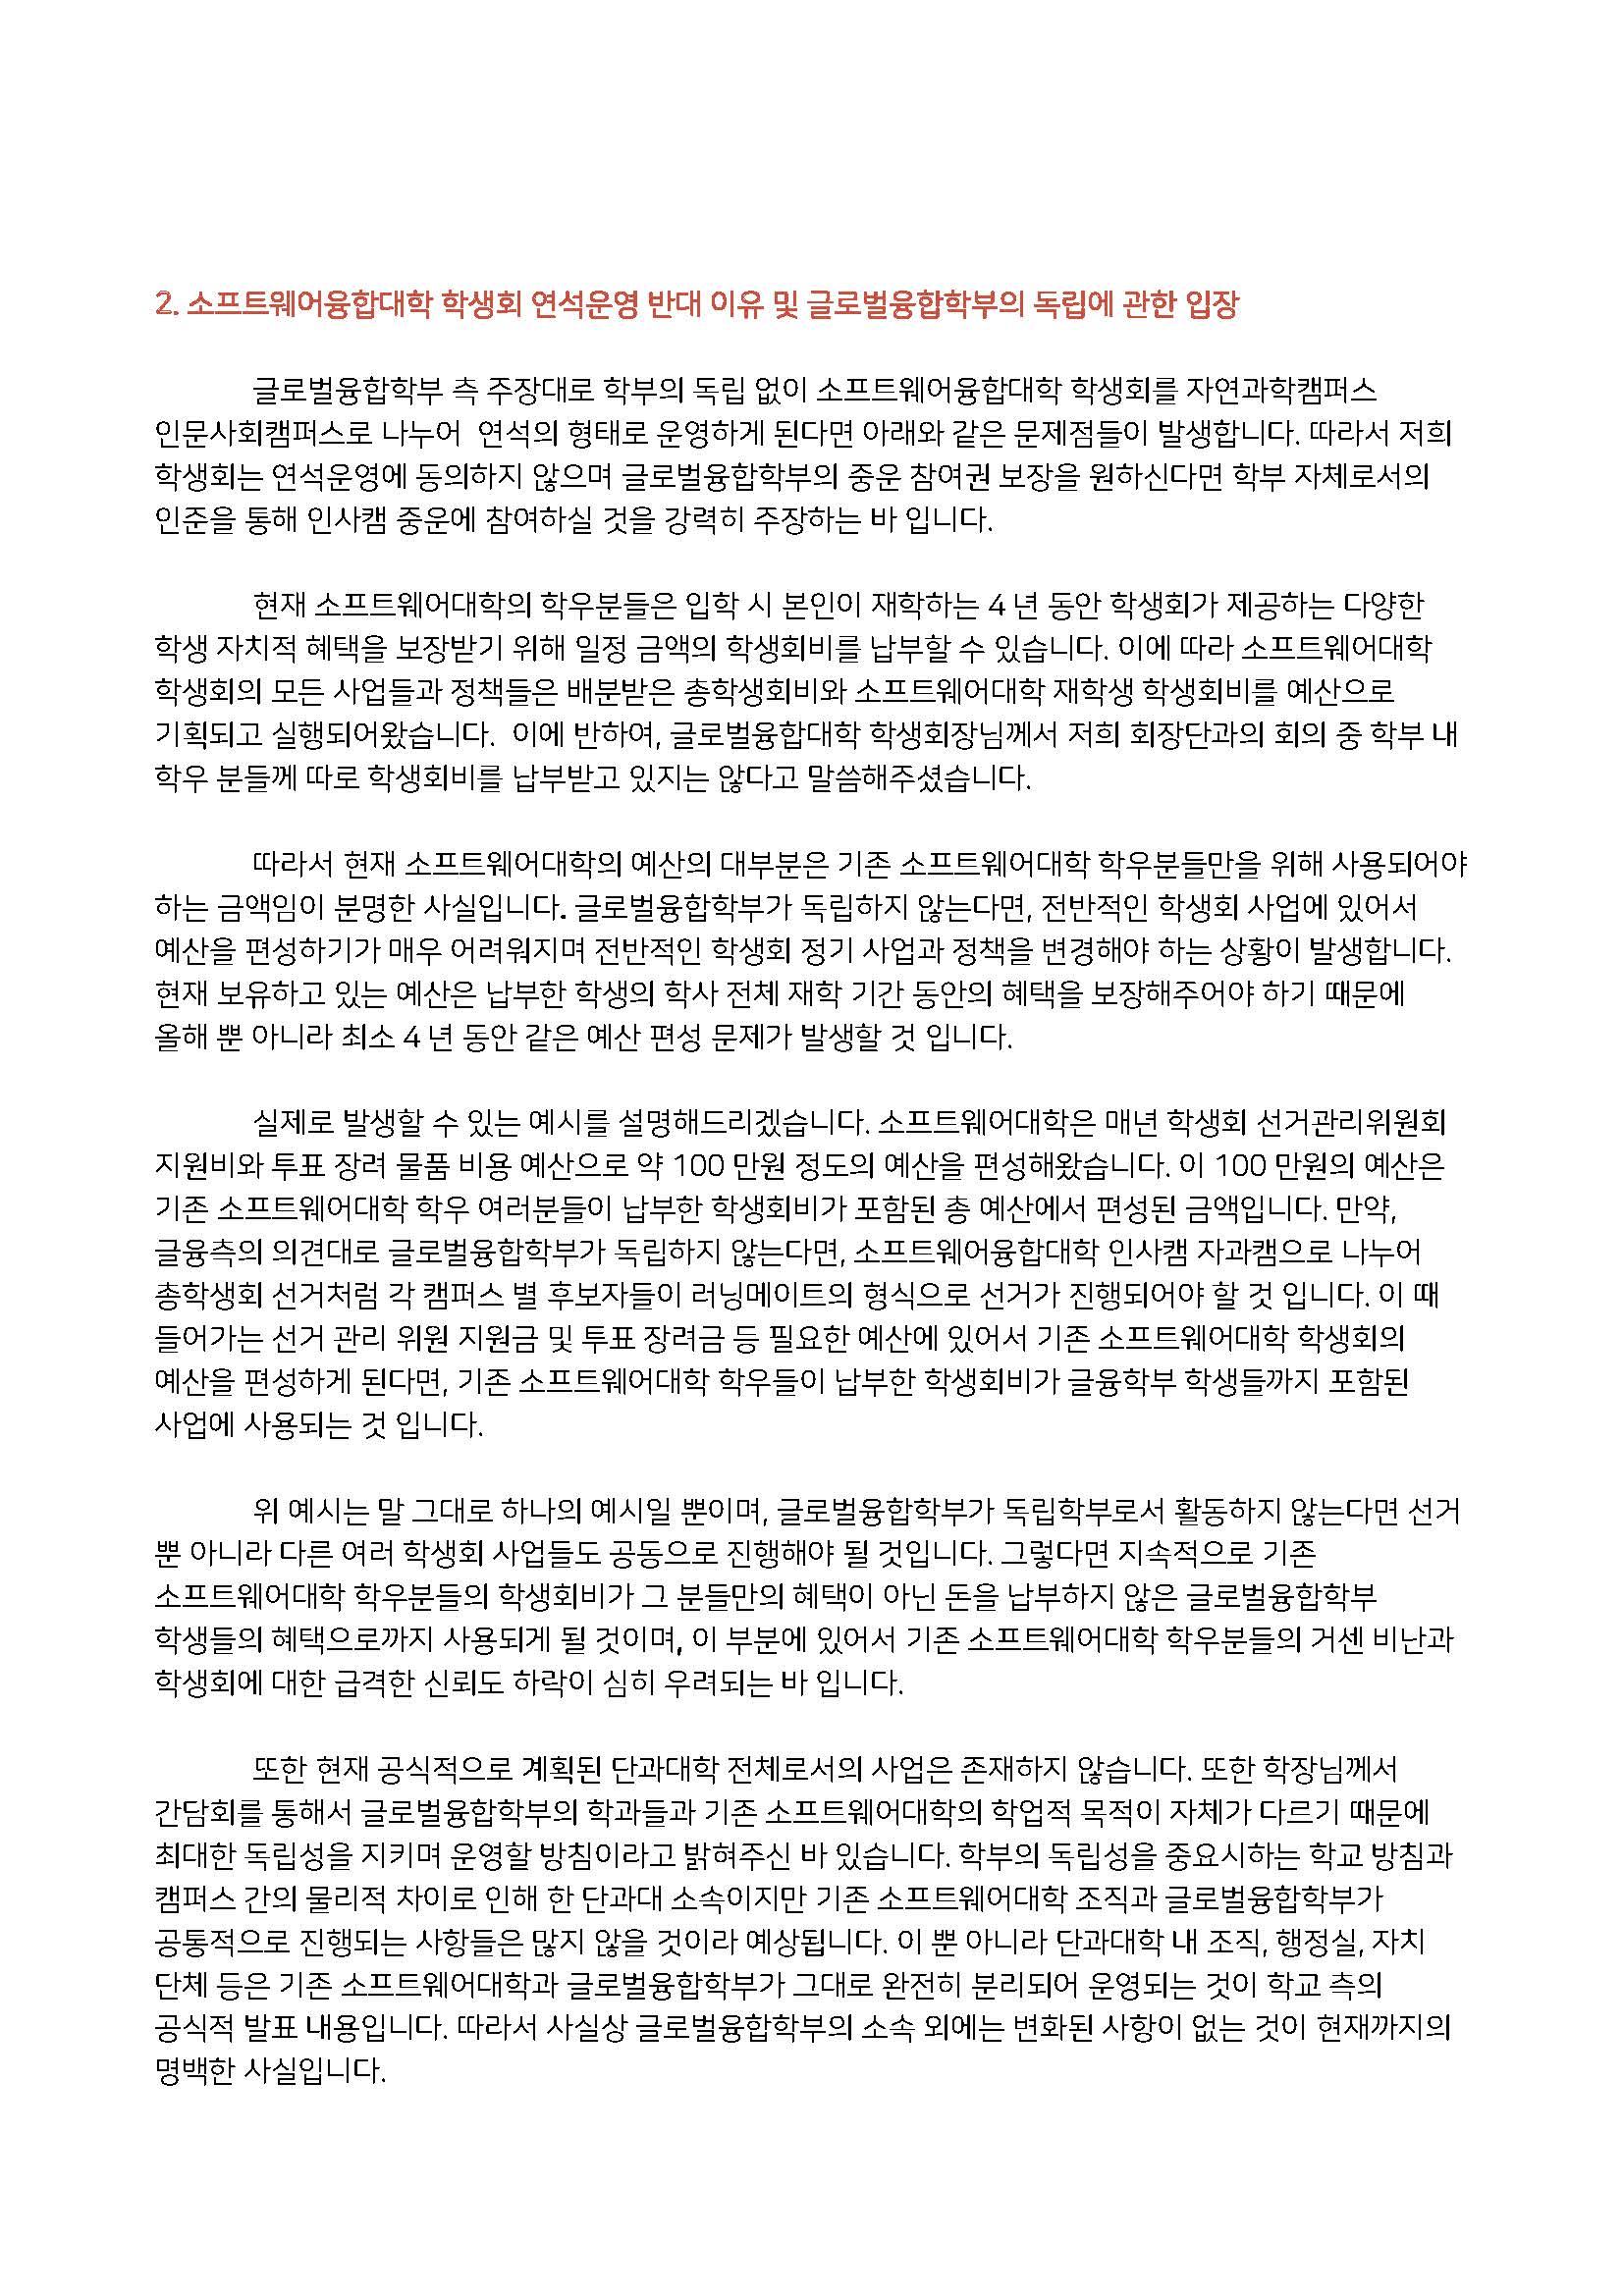 2. 소프트웨어융합대학 학생회 연석운영 반대 이유 및 글로벌융합학부의 독립에 관한 입장
글로벌융합학부 측 주장대로 학부의 독립 없이 소프트웨어융합대학 학생회를 자연과학캠퍼스
인문사회캠퍼스로 나누어 연석의 형태로 운영하게 된다면 아래와 같은 문제점들이 발생합니다. 따라서 저희
학생회는 연석운영에 동의하지 않으며 글로벌융합학부의 중운 참여권 보장을 원하신다면 학부 자체로서의
인준을 통해 인사캠 중운에 참여하실 것을 강력히 주장하는 바 입니다.
현재 소프트웨어대학의 학우분들은 입학 시 본인이 재학하는 4 년 동안 학생회가 제공하는 다양한
학생 자치적 혜택을 보장받기 위해 일정 금액의 학생회비를 납부할 수 있습니다. 이에 따라 소프트웨어대학
학생회의 모든 사업들과 정책들은 배분받은 총학생회비와 소프트웨어대학 재학생 학생회비를 예산으로
기획되고 실행되어왔습니다. 이에 반하여, 글로벌융합대학 학생회장님께서 저희 회장단과의 회의 중 학부 내
학우 분들께 따로 학생회비를 납부받고 있지는 않다고 말씀해주셨습니다.
따라서 현재 소프트웨어대학의 예산의 대부분은 기존 소프트웨어대학 학우분들만을 위해 사용되어야
하는 금액임이 분명한 사실입니다. 글로벌융합학부가 독립하지 않는다면, 전반적인 학생회 사업에 있어서
예산을 편성하기가 매우 어려워지며 전반적인 학생회 정기 사업과 정책을 변경해야 하는 상황이 발생합니다.
현재 보유하고 있는 예산은 납부한 학생의 학사 전체 재학 기간 동안의 혜택을 보장해주어야 하기 때문에
올해 뿐 아니라 최소 4 년 동안 같은 예산 편성 문제가 발생할 것 입니다.
실제로 발생할 수 있는 예시를 설명해드리겠습니다. 소프트웨어대학은 매년 학생회 선거관리위원회
지원비와 투표 장려 물품 비용 예산으로 약 100 만원 정도의 예산을 편성해왔습니다. 이 100 만원의 예산은
기존 소프트웨어대학 학우 여러분들이 납부한 학생회비가 포함된 총 예산에서 편성된 금액입니다. 만약,
글융측의 의견대로 글로벌융합학부가 독립하지 않는다면, 소프트웨어융합대학 인사캠 자과캠으로 나누어
총학생회 선거처럼 각 캠퍼스 별 후보자들이 러닝메이트의 형식으로 선거가 진행되어야 할 것 입니다. 이 때
들어가는 선거 관리 위원 지원금 및 투표 장려금 등 필요한 예산에 있어서 기존 소프트웨어대학 학생회의
예산을 편성하게 된다면, 기존 소프트웨어대학 학우들이 납부한 학생회비가 글융학부 학생들까지 포함된
사업에 사용되는 것 입니다.
위 예시는 말 그대로 하나의 예시일 뿐이며, 글로벌융합학부가 독립학부로서 활동하지 않는다면 선거
뿐 아니라 다른 여러 학생회 사업들도 공동으로 진행해야 될 것입니다. 그렇다면 지속적으로 기존
소프트웨어대학 학우분들의 학생회비가 그 분들만의 혜택이 아닌 돈을 납부하지 않은 글로벌융합학부
학생들의 혜택으로까지 사용되게 될 것이며, 이 부분에 있어서 기존 소프트웨어대학 학우분들의 거센 비난과
학생회에 대한 급격한 신뢰도 하락이 심히 우려되는 바 입니다.
또한 현재 공식적으로 계획된 단과대학 전체로서의 사업은 존재하지 않습니다. 또한 학장님께서
간담회를 통해서 글로벌융합학부의 학과들과 기존 소프트웨어대학의 학업적 목적이 자체가 다르기 때문에
최대한 독립성을 지키며 운영할 방침이라고 밝혀주신 바 있습니다. 학부의 독립성을 중요시하는 학교 방침과
캠퍼스 간의 물리적 차이로 인해 한 단과대 소속이지만 기존 소프트웨어대학 조직과 글로벌융합학부가
공통적으로 진행되는 사항들은 많지 않을 것이라 예상됩니다. 이 뿐 아니라 단과대학 내 조직, 행정실, 자치
단체 등은 기존 소프트웨어대학과 글로벌융합학부가 그대로 완전히 분리되어 운영되는 것이 학교 측의
공식적 발표 내용입니다. 따라서 사실상 글로벌융합학부의 소속 외에는 변화된 사항이 없는 것이 현재까지의
명백한 사실입니다.